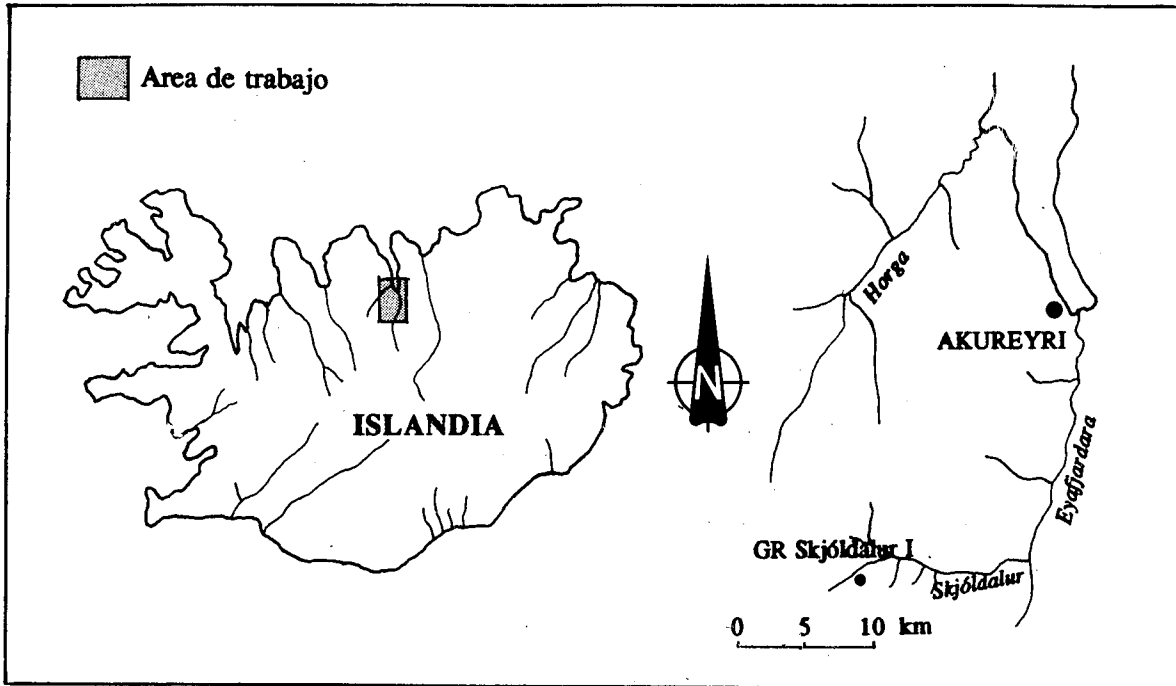 Area de trabajo
ISLANDIA
N
Horga
AKUREYRI
Eyafjardara
GR Skjóldalur I
Skjóldalur
0 5 10 km